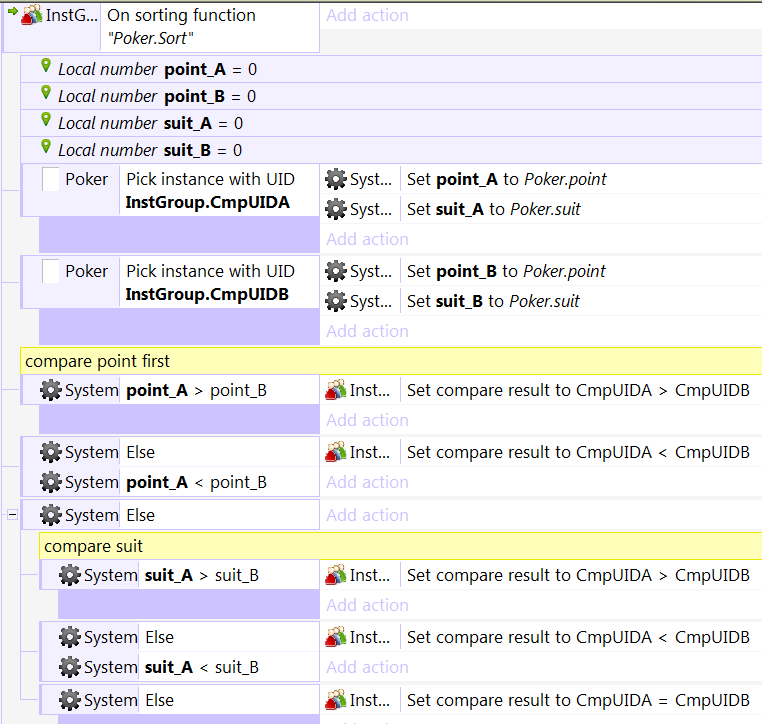 InstG... On sorting function Add action
"Poker.Sort"
Local number point_A = 0
Local number point_B = 0
Local number suit_A = 0
Local number suit_B = 0
Poker Pick instance with UID Syst... Set point_A to Poker.point
InstGroup.CmpUIDA Syst... Set suit_A to Poker.suit
Add action
Poker Pick instance with UID Syst... Set point_B to Poker.point
InstGroup.CmpUIDB Syst... Set suit_B to Poker.suit
Add action
compare point first
System point_A > point_B Inst... Set compare result to CmpUIDA > CmpUIDB
Add action
System Else Inst... Set compare result to CmpUIDA < CmpUIDB
System point_A < point_B Add action
System Else Add action
compare suit
System suit_A > suit_B Inst... Set compare result to CmpUIDA > CmpUIDB
Add action
System Else Inst... Set compare result to CmpUIDA < CmpUIDB
System suit_A < suit_B Add action
System Else Inst... Set compare result to CmpUIDA = CmpUIDB